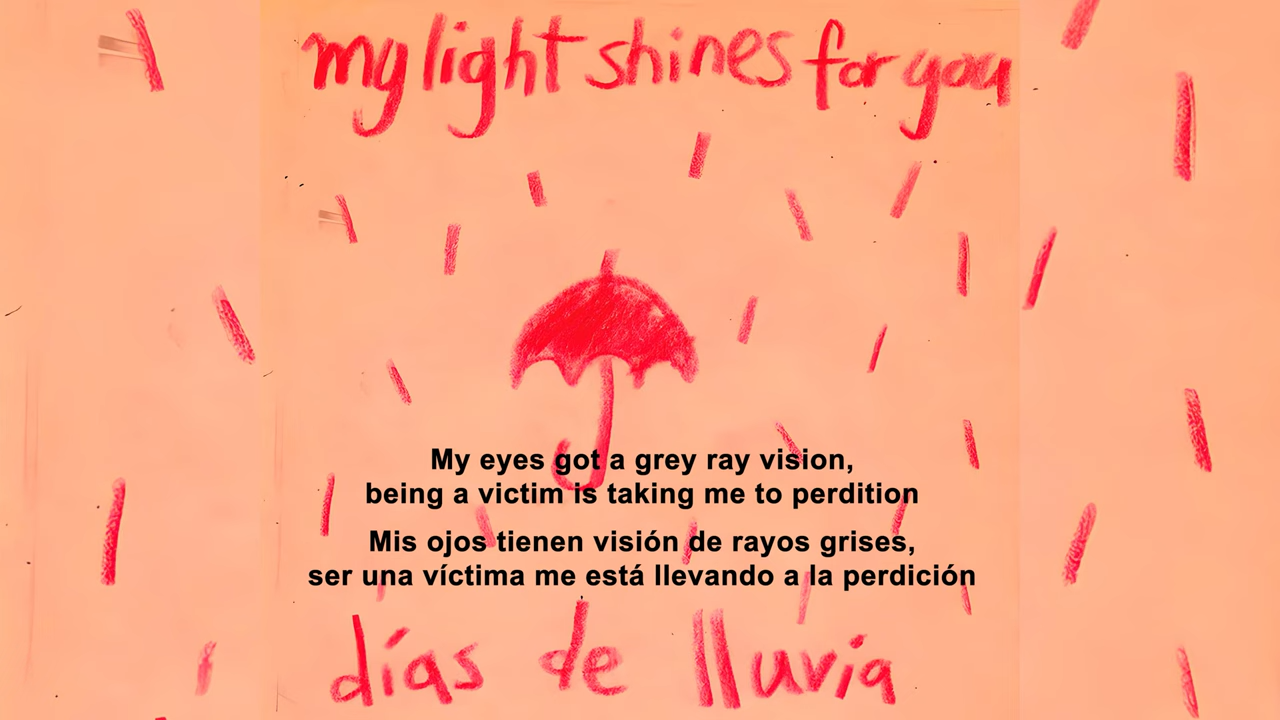 my light shines for you
My eyes got a grey ray vision,
being a victim is taking me to perdition
Mis ojos tienen visión de rayos grises,
ser una víctima me está llevando a la perdición
días de lluvia